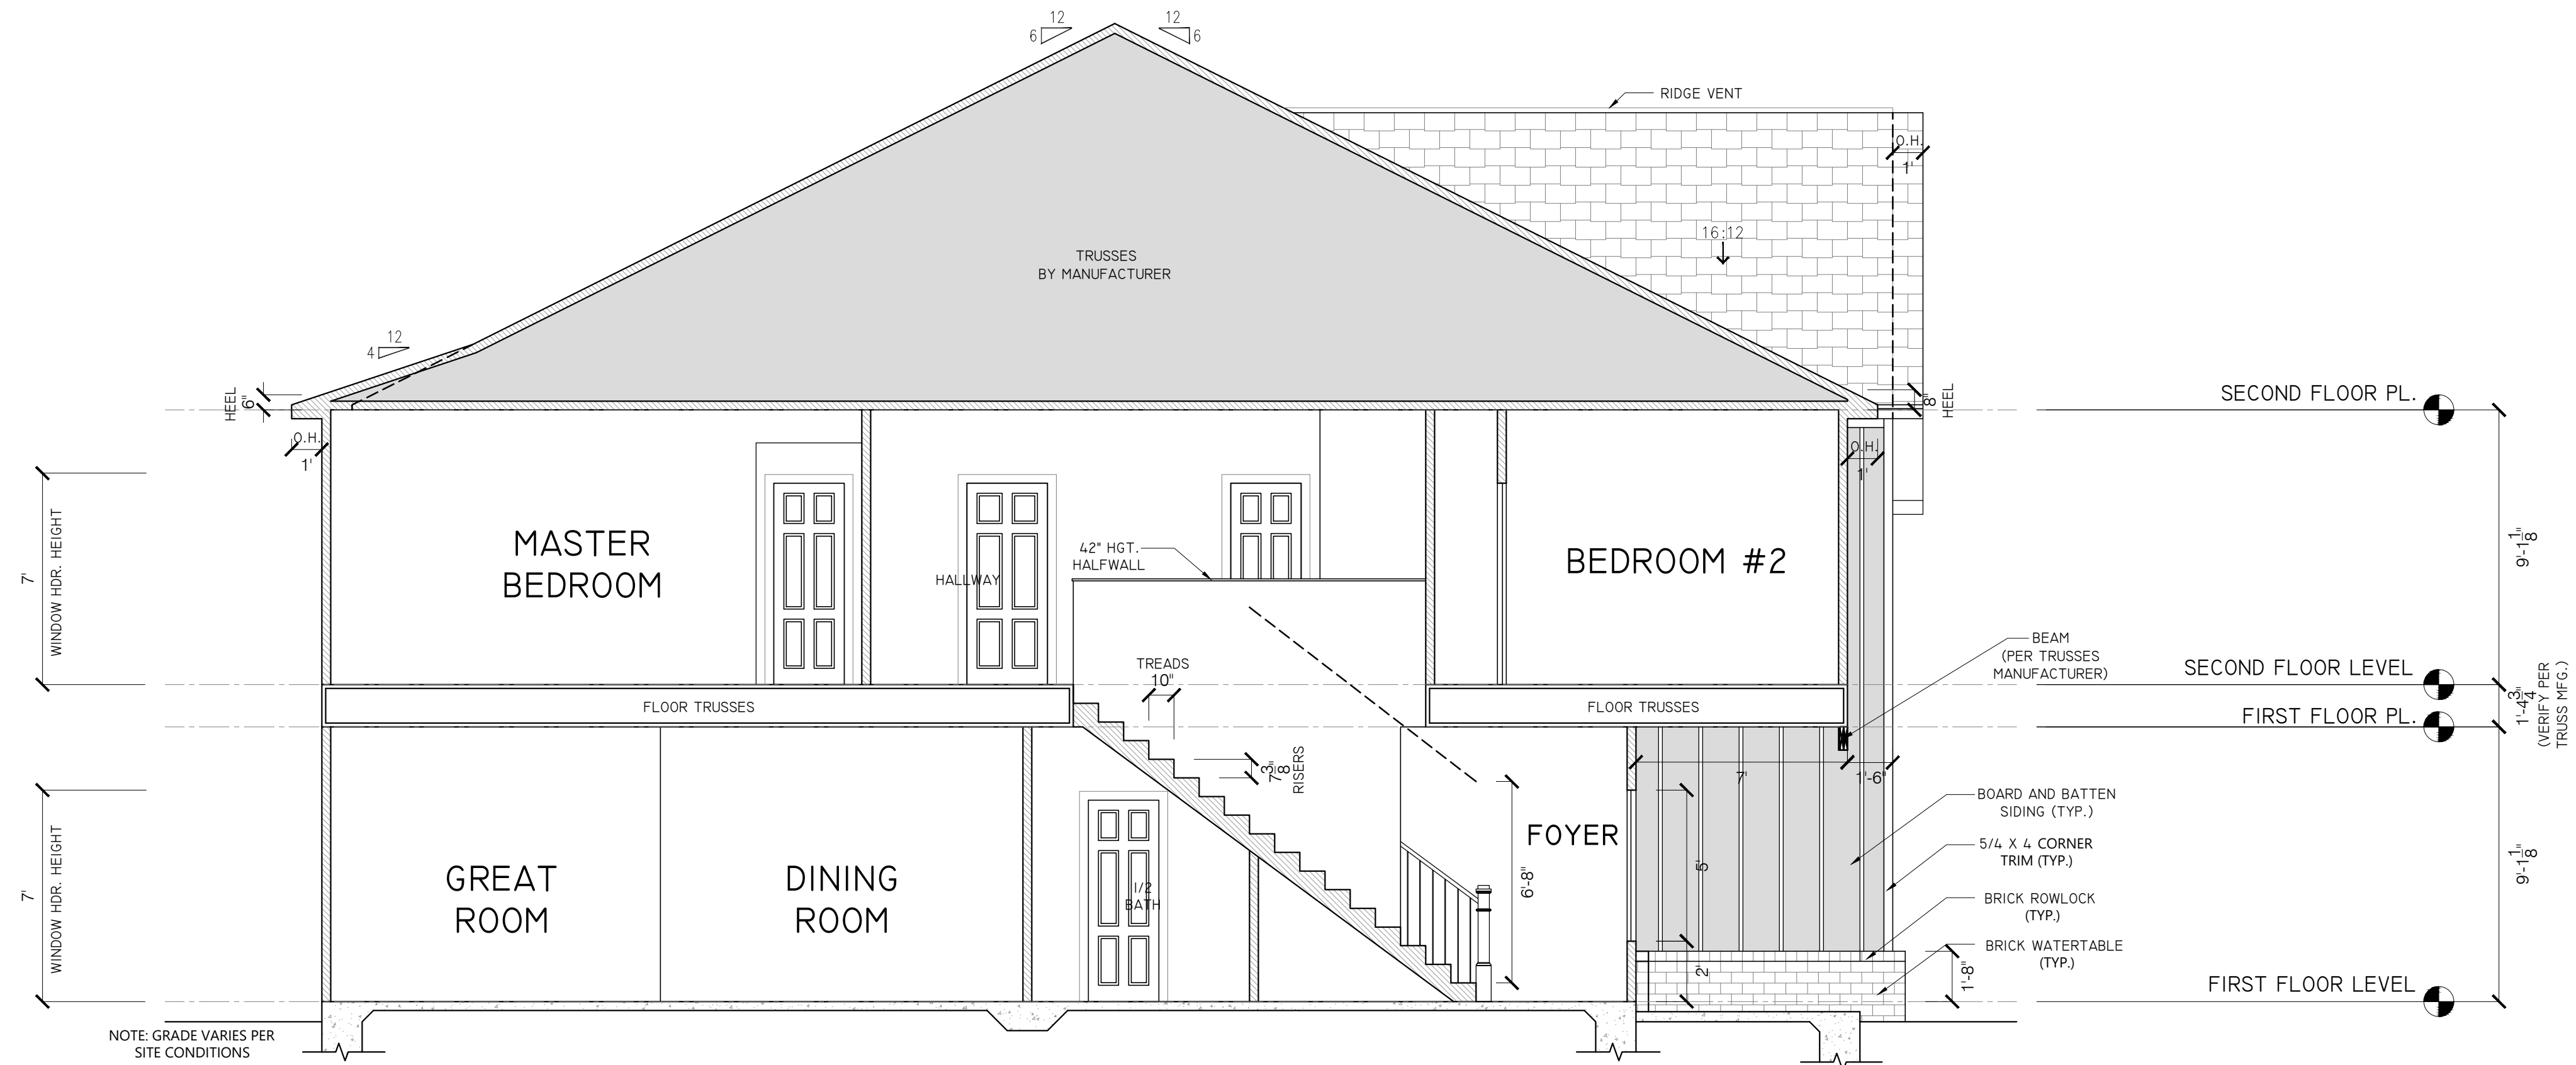 12
6
12
6
RIDGE VENT
O.H.
1'
16:12
TRUSSES
BY MANUFACTURER
12
4
HEEL
6"
O.H.
1'
8"
HEEL
O.H.
1'
SECOND FLOOR PL.
7'
WINDOW HDR. HEIGHT
MASTER
BEDROOM
HALLWAY
42" HGT.
HALFWALL
BEDROOM #2
9'-1 1/8"
BEAM
(PER TRUSSES
MANUFACTURER)
TREADS
10"
SECOND FLOOR LEVEL
FLOOR TRUSSES
FLOOR TRUSSES
1'-4 3/4"
(VERIFY PER
TRUSS MFG.)
FIRST FLOOR PL.
7 3/8"
RISERS
7'
1'-6"
BOARD AND BATTEN
SIDING (TYP.)
5/4 X 4 CORNER
TRIM (TYP.)
7'
WINDOW HDR. HEIGHT
GREAT
ROOM
DINING
ROOM
1/2
BATH
6'-8"
FOYER
5'
2'
9'-1 1/8"
BRICK ROWLOCK
(TYP.)
BRICK WATERTABLE
(TYP.)
1'-8"
FIRST FLOOR LEVEL
NOTE: GRADE VARIES PER
SITE CONDITIONS